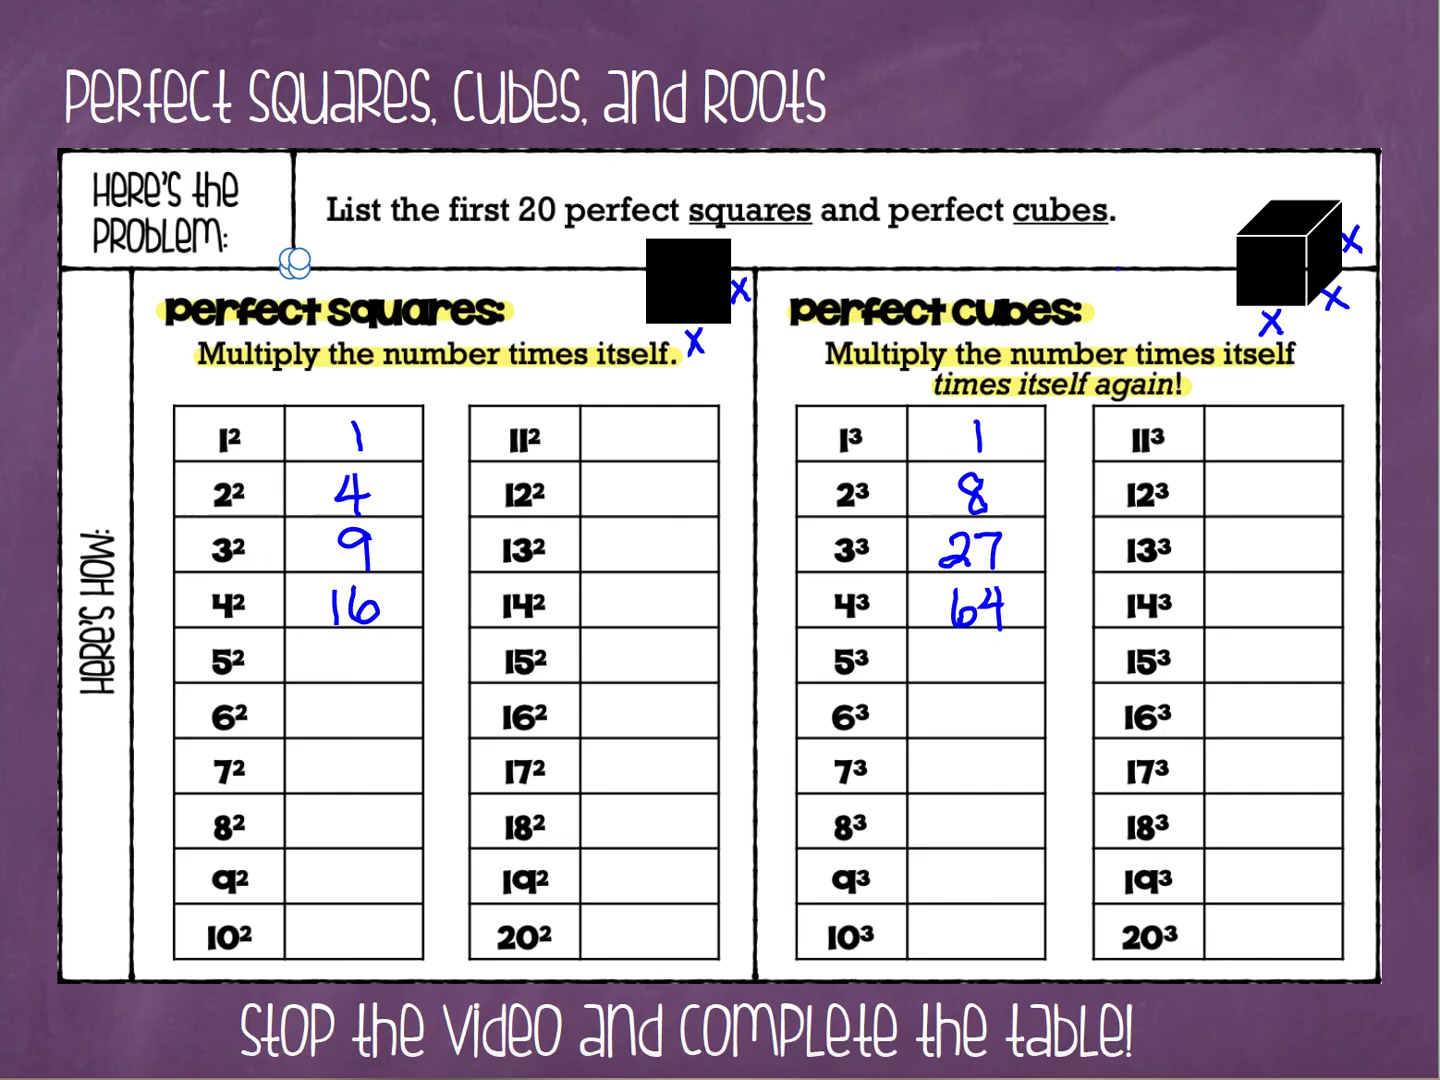 Perfect Squares, Cubes, and Roots
Here's the
Problem:
List the first 20 perfect squares and perfect cubes.
Here's How:
Perfect Squares:
x
x
Multiply the number times itself.
1² 1 11²
2² 4 12²
3² 9 13²
4² 16 14²
5² 15²
6² 16²
7² 17²
8² 18²
9² 19²
10² 20²
Perfect Cubes:
x
x
x
Multiply the number times itself
times itself again!
1³ 1 11³
2³ 8 12³
3³ 27 13³
4³ 64 14³
5³ 15³
6³ 16³
7³ 17³
8³ 18³
9³ 19³
10³ 20³
Stop the video and complete the table!